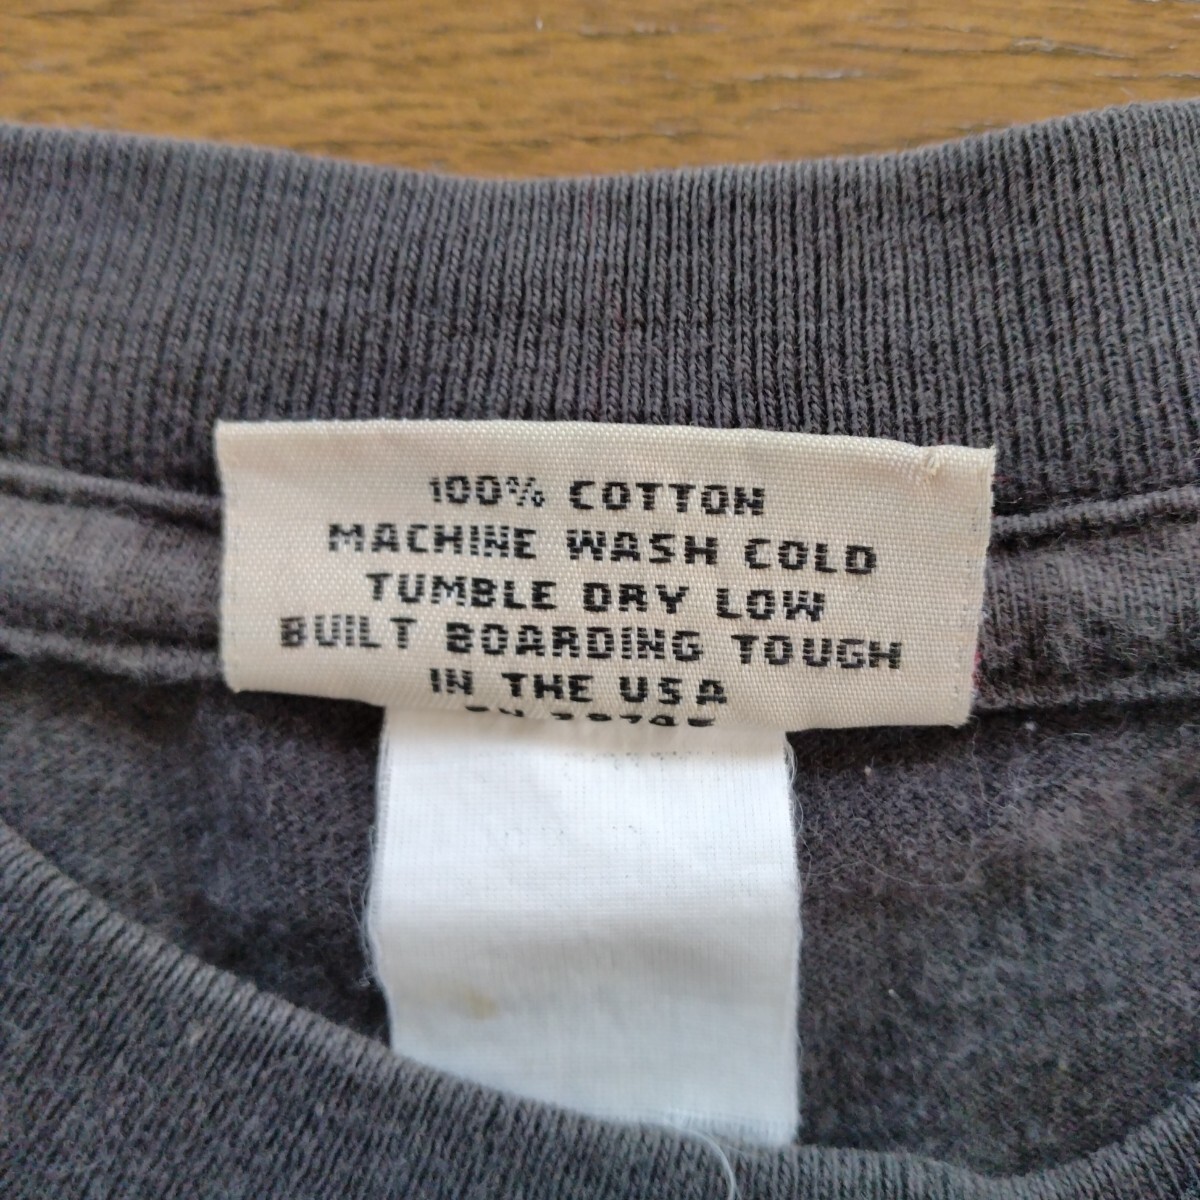 100% COTTON
MACHINE WASH COLD
TUMBLE DRY LOW
BUILT BOARDING TOUGH
IN THE USA